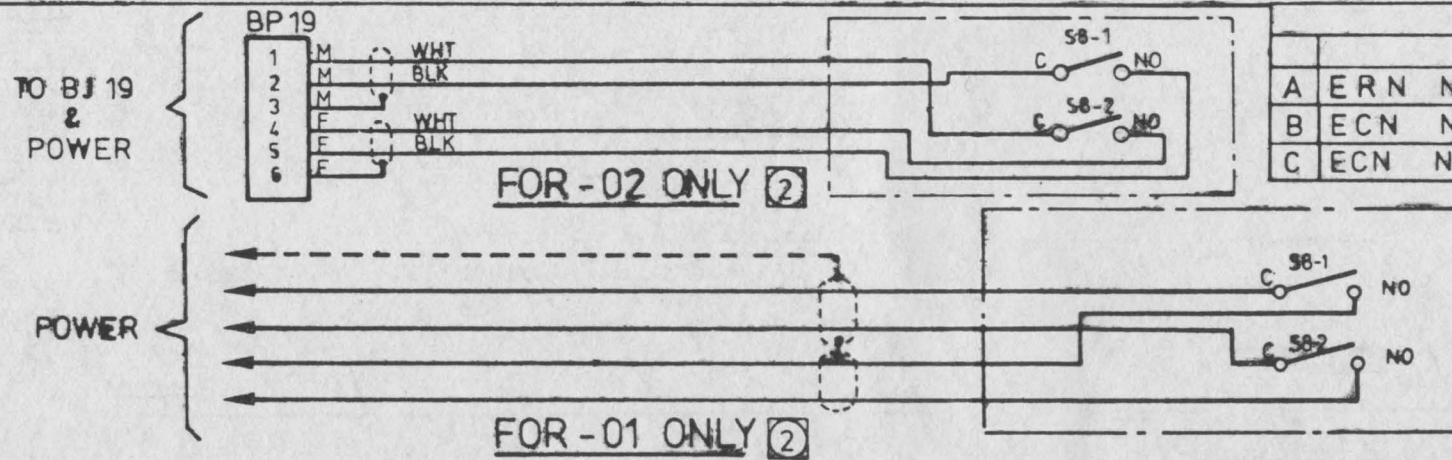 BP 19
TO BJ 19
&
POWER
1 M WHT
2 M BLK
3 M
4 F WHT
5 F BLK
6 F
S8-1
C NO
S8-2
C NO
FOR -02 ONLY 2
A ERN N
B ECN N
C ECN N
POWER
S8-1
C NO
S8-2
C NO
FOR -01 ONLY 2